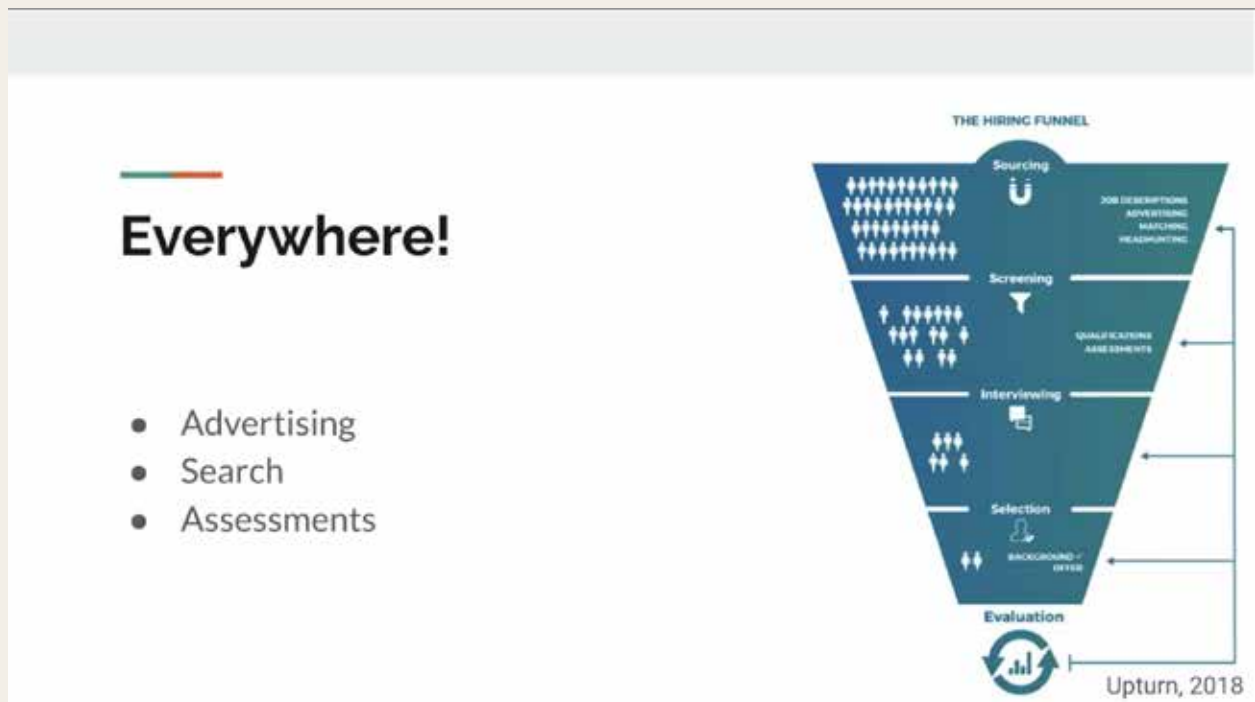 Everywhere!
● Advertising
● Search
● Assessments
THE HIRING FUNNEL
Sourcing
JOB DESCRIPTIONS
ADVERTISING
MATCHING
HEADHUNTING
Screening
QUALIFICATIONS
ASSESSMENTS
Interviewing
Selection
BACKGROUND ✓
OFFER
Evaluation
Upturn, 2018